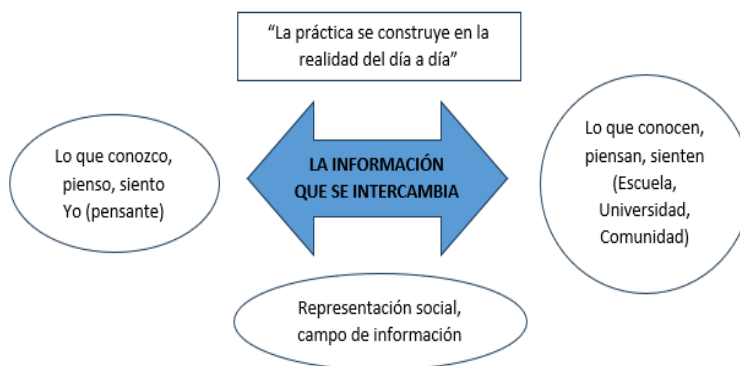 “La práctica se construye en la
realidad del día a día”
Lo que conozco,
pienso, siento
Yo (pensante)
LA INFORMACIÓN
QUE SE INTERCAMBIA
Lo que conocen,
piensan, sienten
(Escuela,
Universidad,
Comunidad)
Representación social,
campo de información